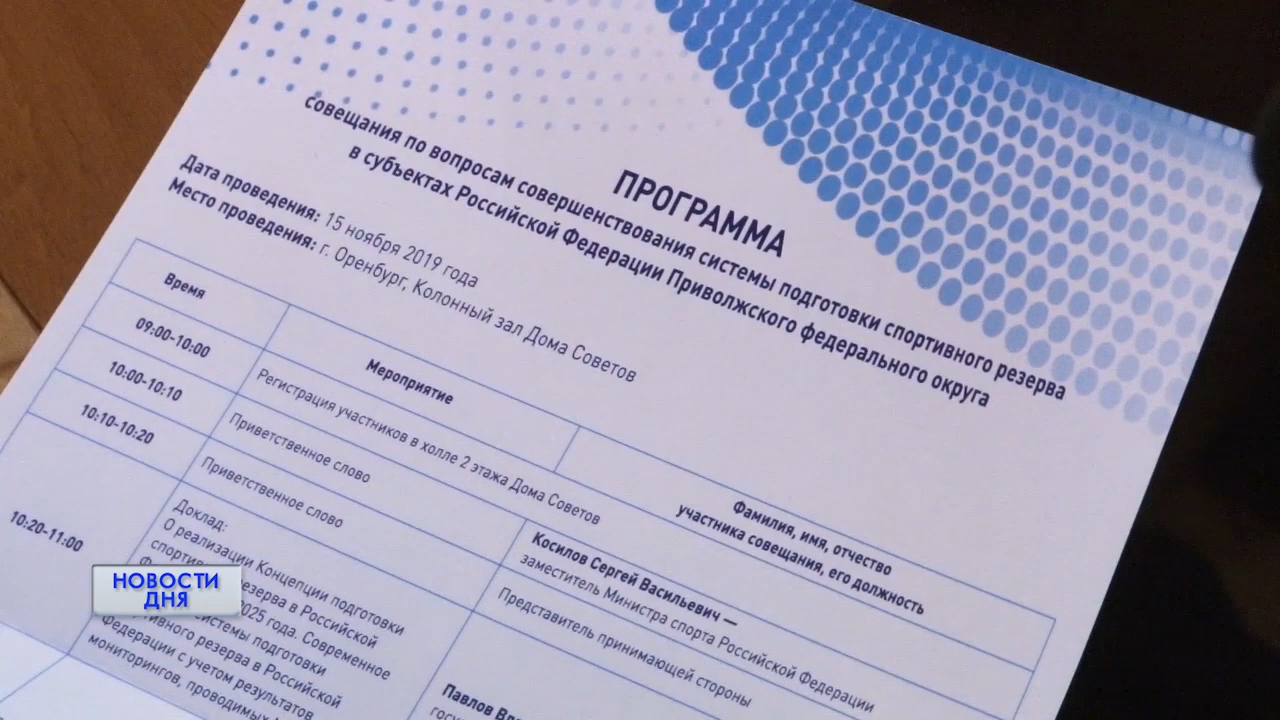 ПРОГРАММА
совещания по вопросам совершенствования системы подготовки спортивного резерва
в субъектах Российской Федерации Приволжского федерального округа
Дата проведения: 15 ноября 2019 года
Место проведения: г. Оренбург, Колонный зал Дома Советов
Время
Мероприятие
Фамилия, имя, отчество
участника совещания, его должность
09:00-10:00
Регистрация участников в холле 2 этажа Дома Советов
10:00-10:10
Приветственное слово
Косилов Сергей Васильевич —
заместитель Министра спорта Российской Федерации
10:10-10:20
Приветственное слово
Представитель принимающей стороны
10:20-11:00
Доклад:
О реализации Концепции подготовки
резерва в Российской
2025 года. Современное
системы подготовки
резерва в Российской
Федерации с учетом результатов
мониторингов, проводимых
Павлов
НОВОСТИ
ДНЯ